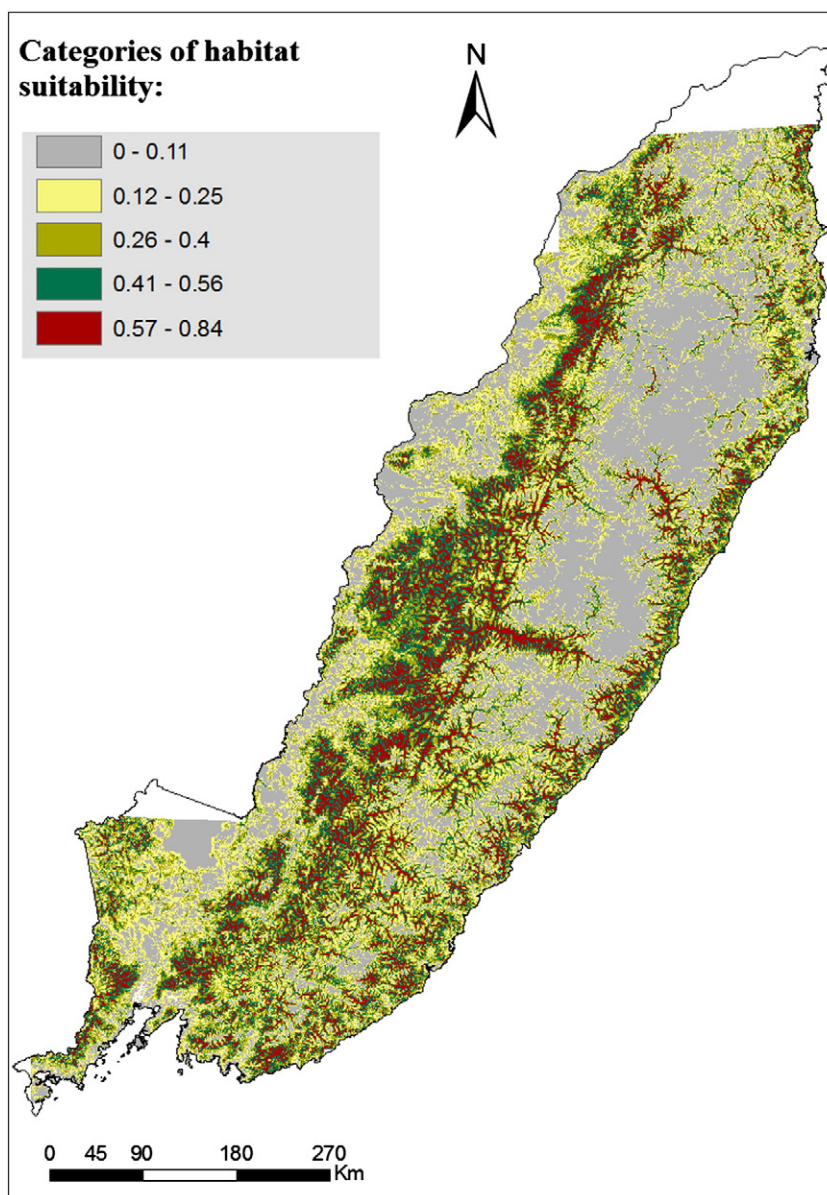 Categories of habitat
suitability:
N
0 - 0.11
0.12 - 0.25
0.26 - 0.4
0.41 - 0.56
0.57 - 0.84
0 45 90 180 270
Km